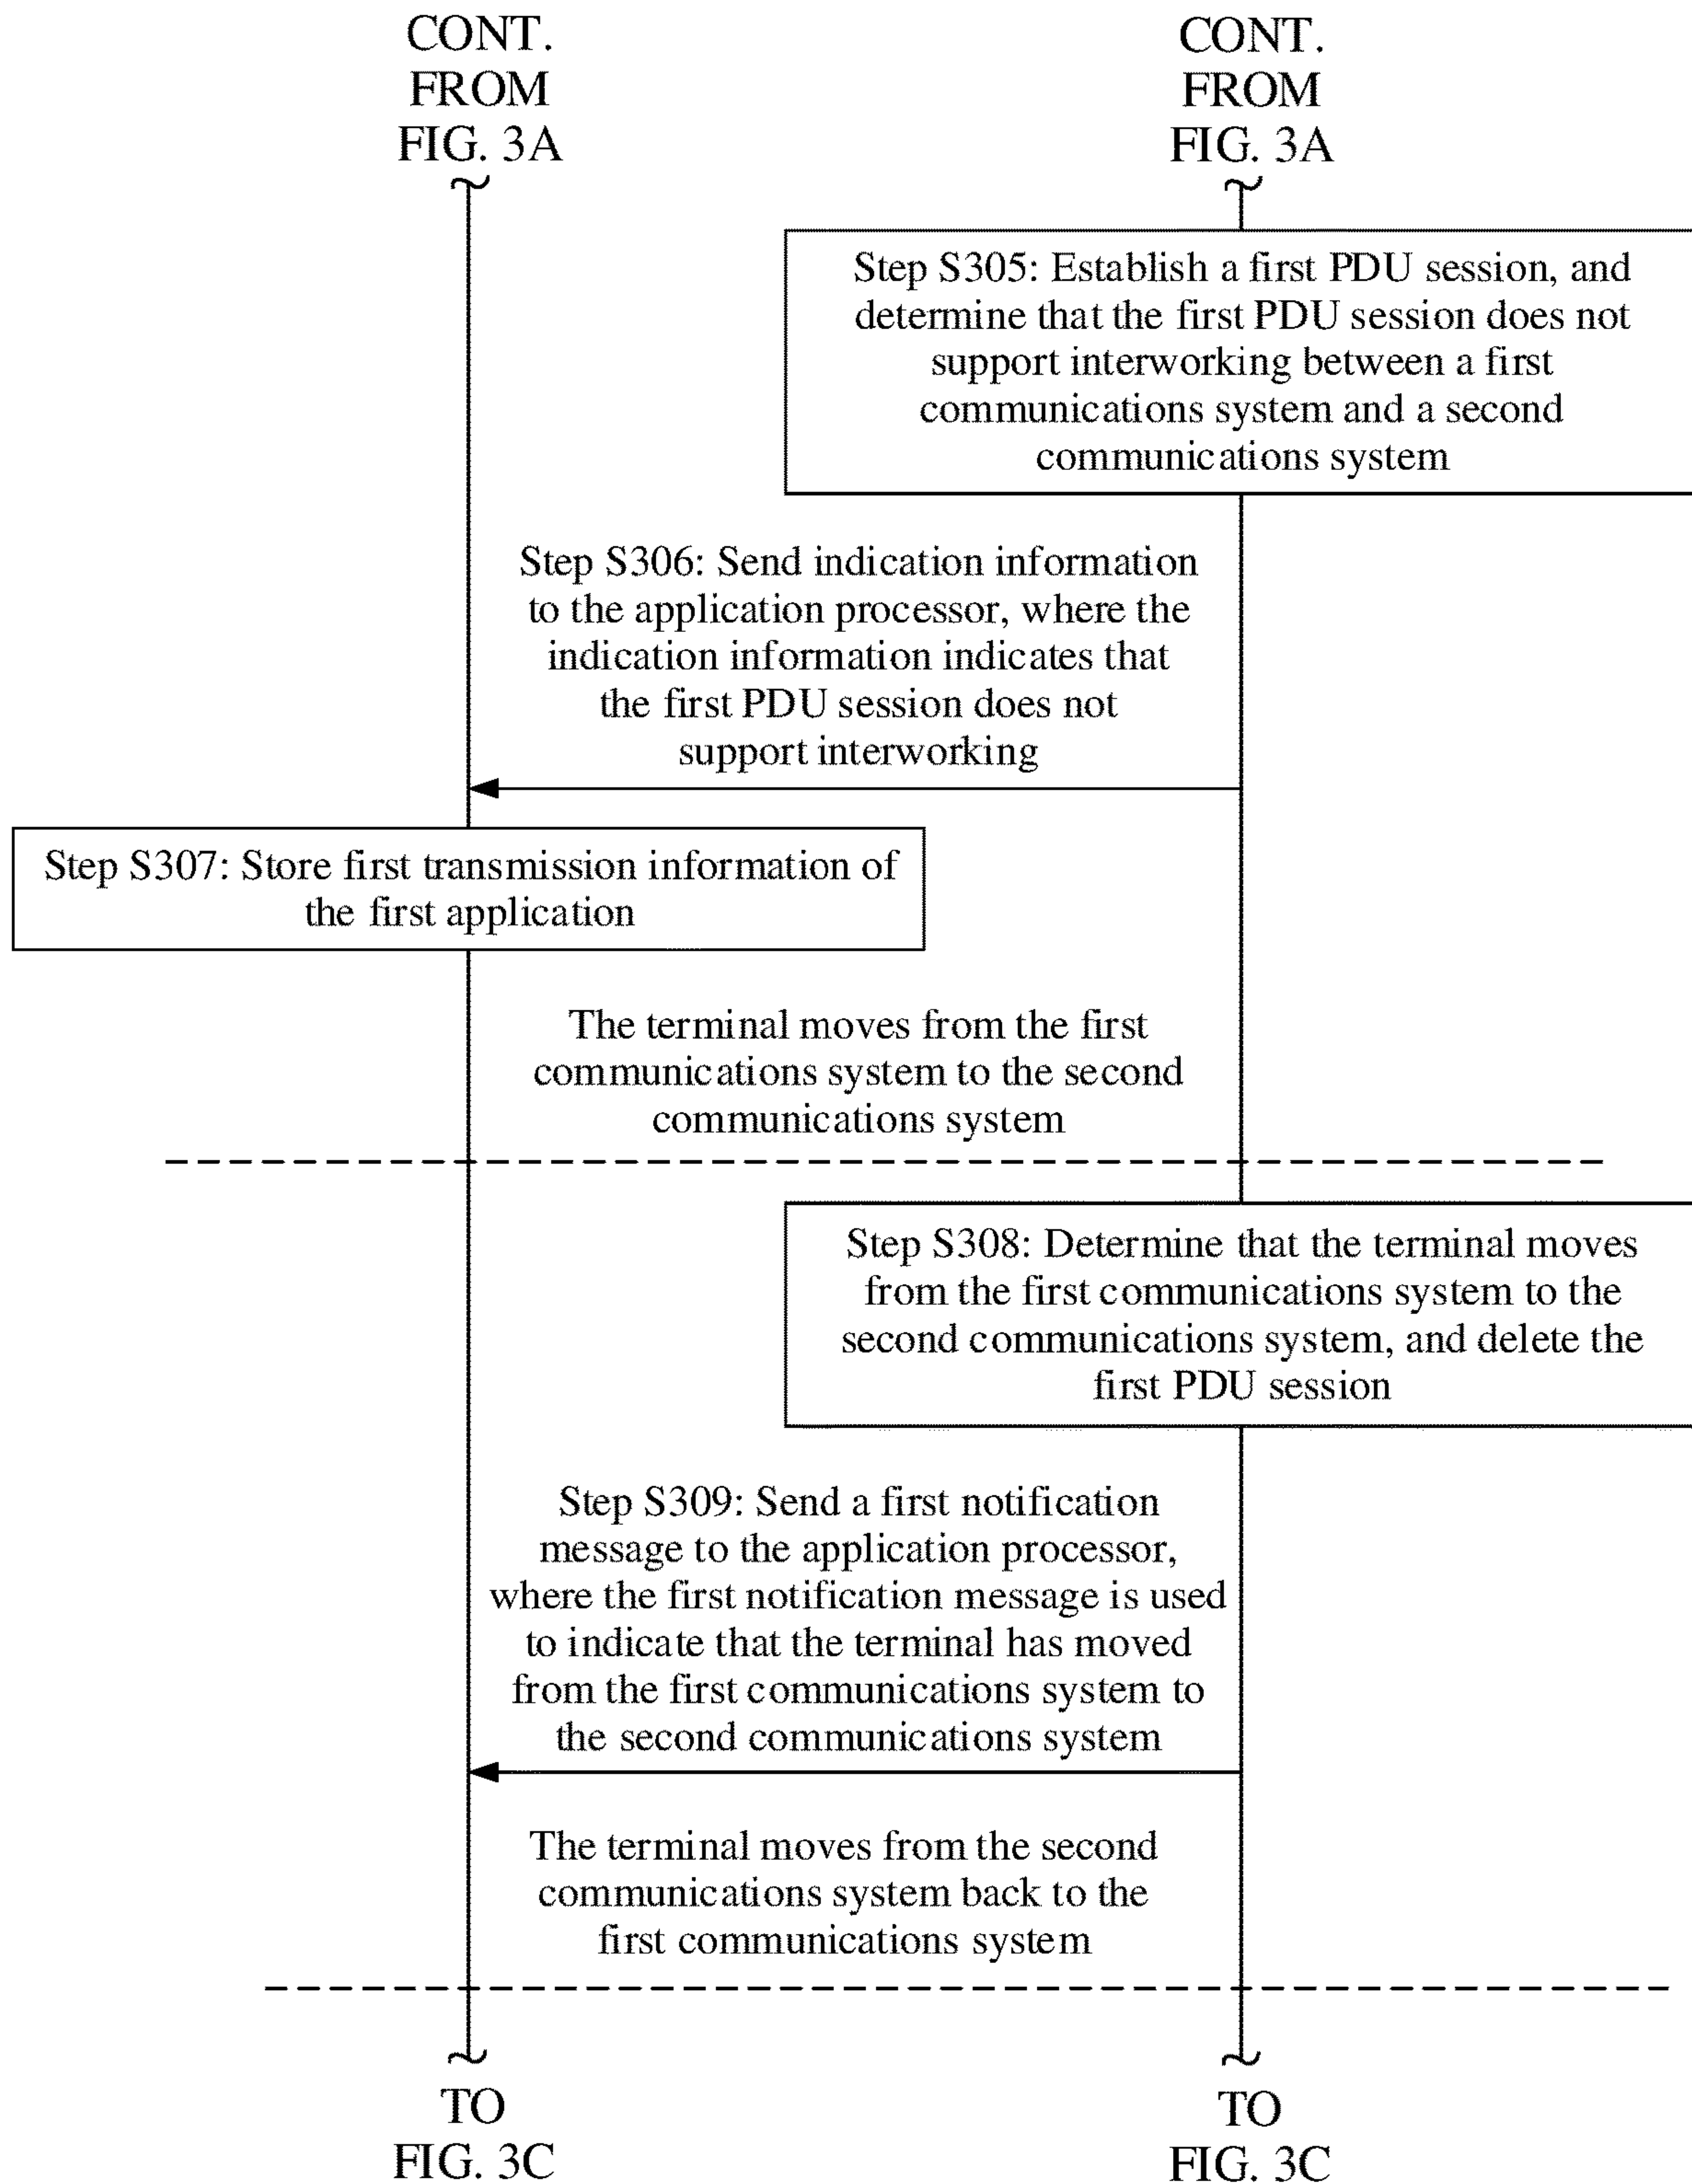 CONT.
FROM
FIG. 3A
CONT.
FROM
FIG. 3A
Step S305: Establish a first PDU session, and
determine that the first PDU session does not
support interworking between a first
communications system and a second
communications system
Step S306: Send indication information
to the application processor, where the
indication information indicates that
the first PDU session does not
support interworking
Step S307: Store first transmission information of
the first application
The terminal moves from the first
communications system to the second
communications system
Step S308: Determine that the terminal moves
from the first communications system to the
second communications system, and delete the
first PDU session
Step S309: Send a first notification
message to the application processor,
where the first notification message is used
to indicate that the terminal has moved
from the first communications system to
the second communications system
The terminal moves from the second
communications system back to the
first communications system
TO
FIG. 3C
TO
FIG. 3C